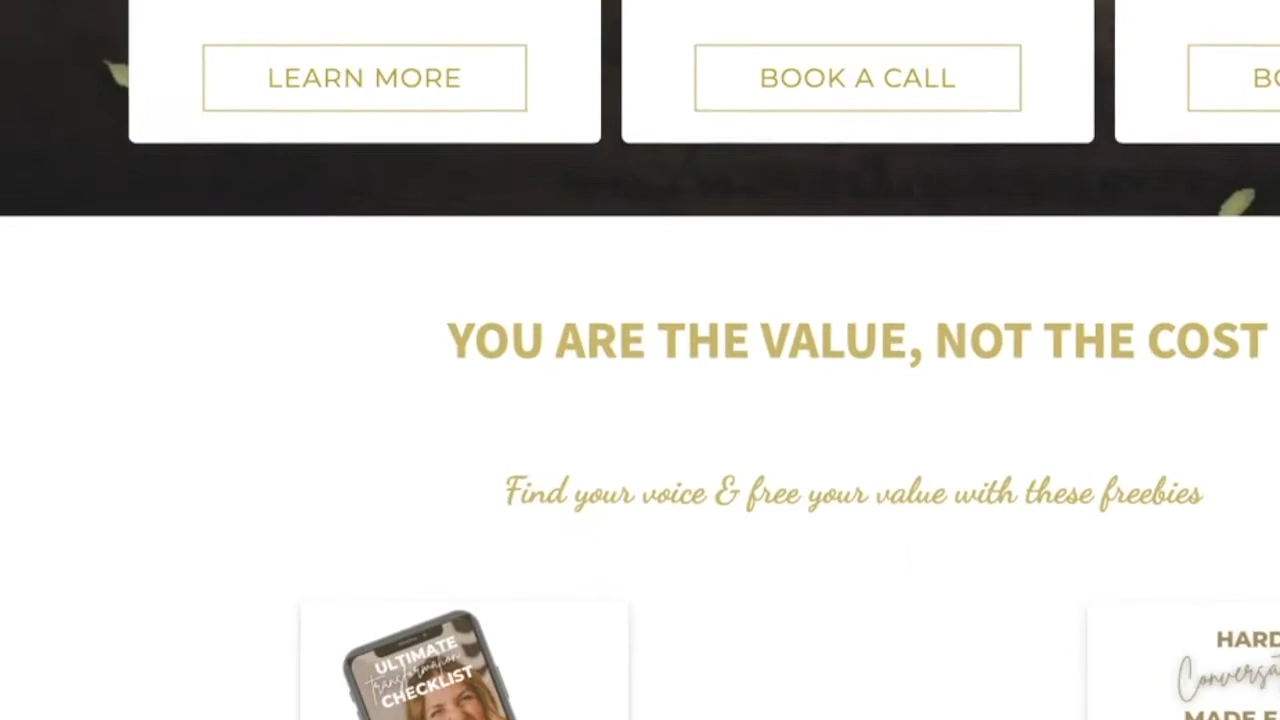 LEARN MORE
BOOK A CALL
YOU ARE THE VALUE, NOT THE COST
Find your voice & free your value with these freebies
ULTIMATE
transformation
CHECKLIST
HARD